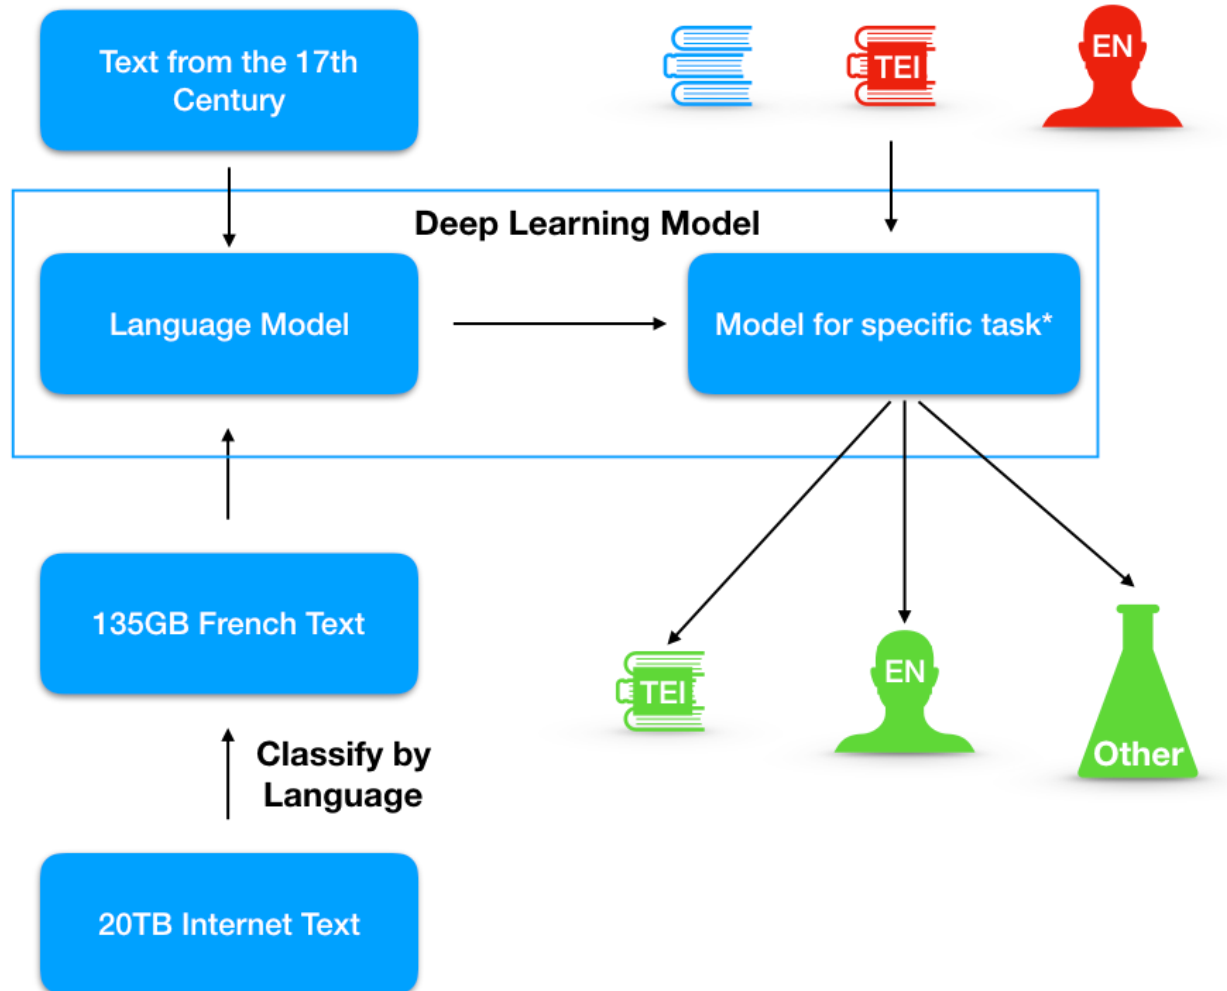 Text from the 17th
Century
TEI
EN
Deep Learning Model
Language Model
Model for specific task*
135GB French Text
TEI
EN
Other
Classify by
Language
20TB Internet Text